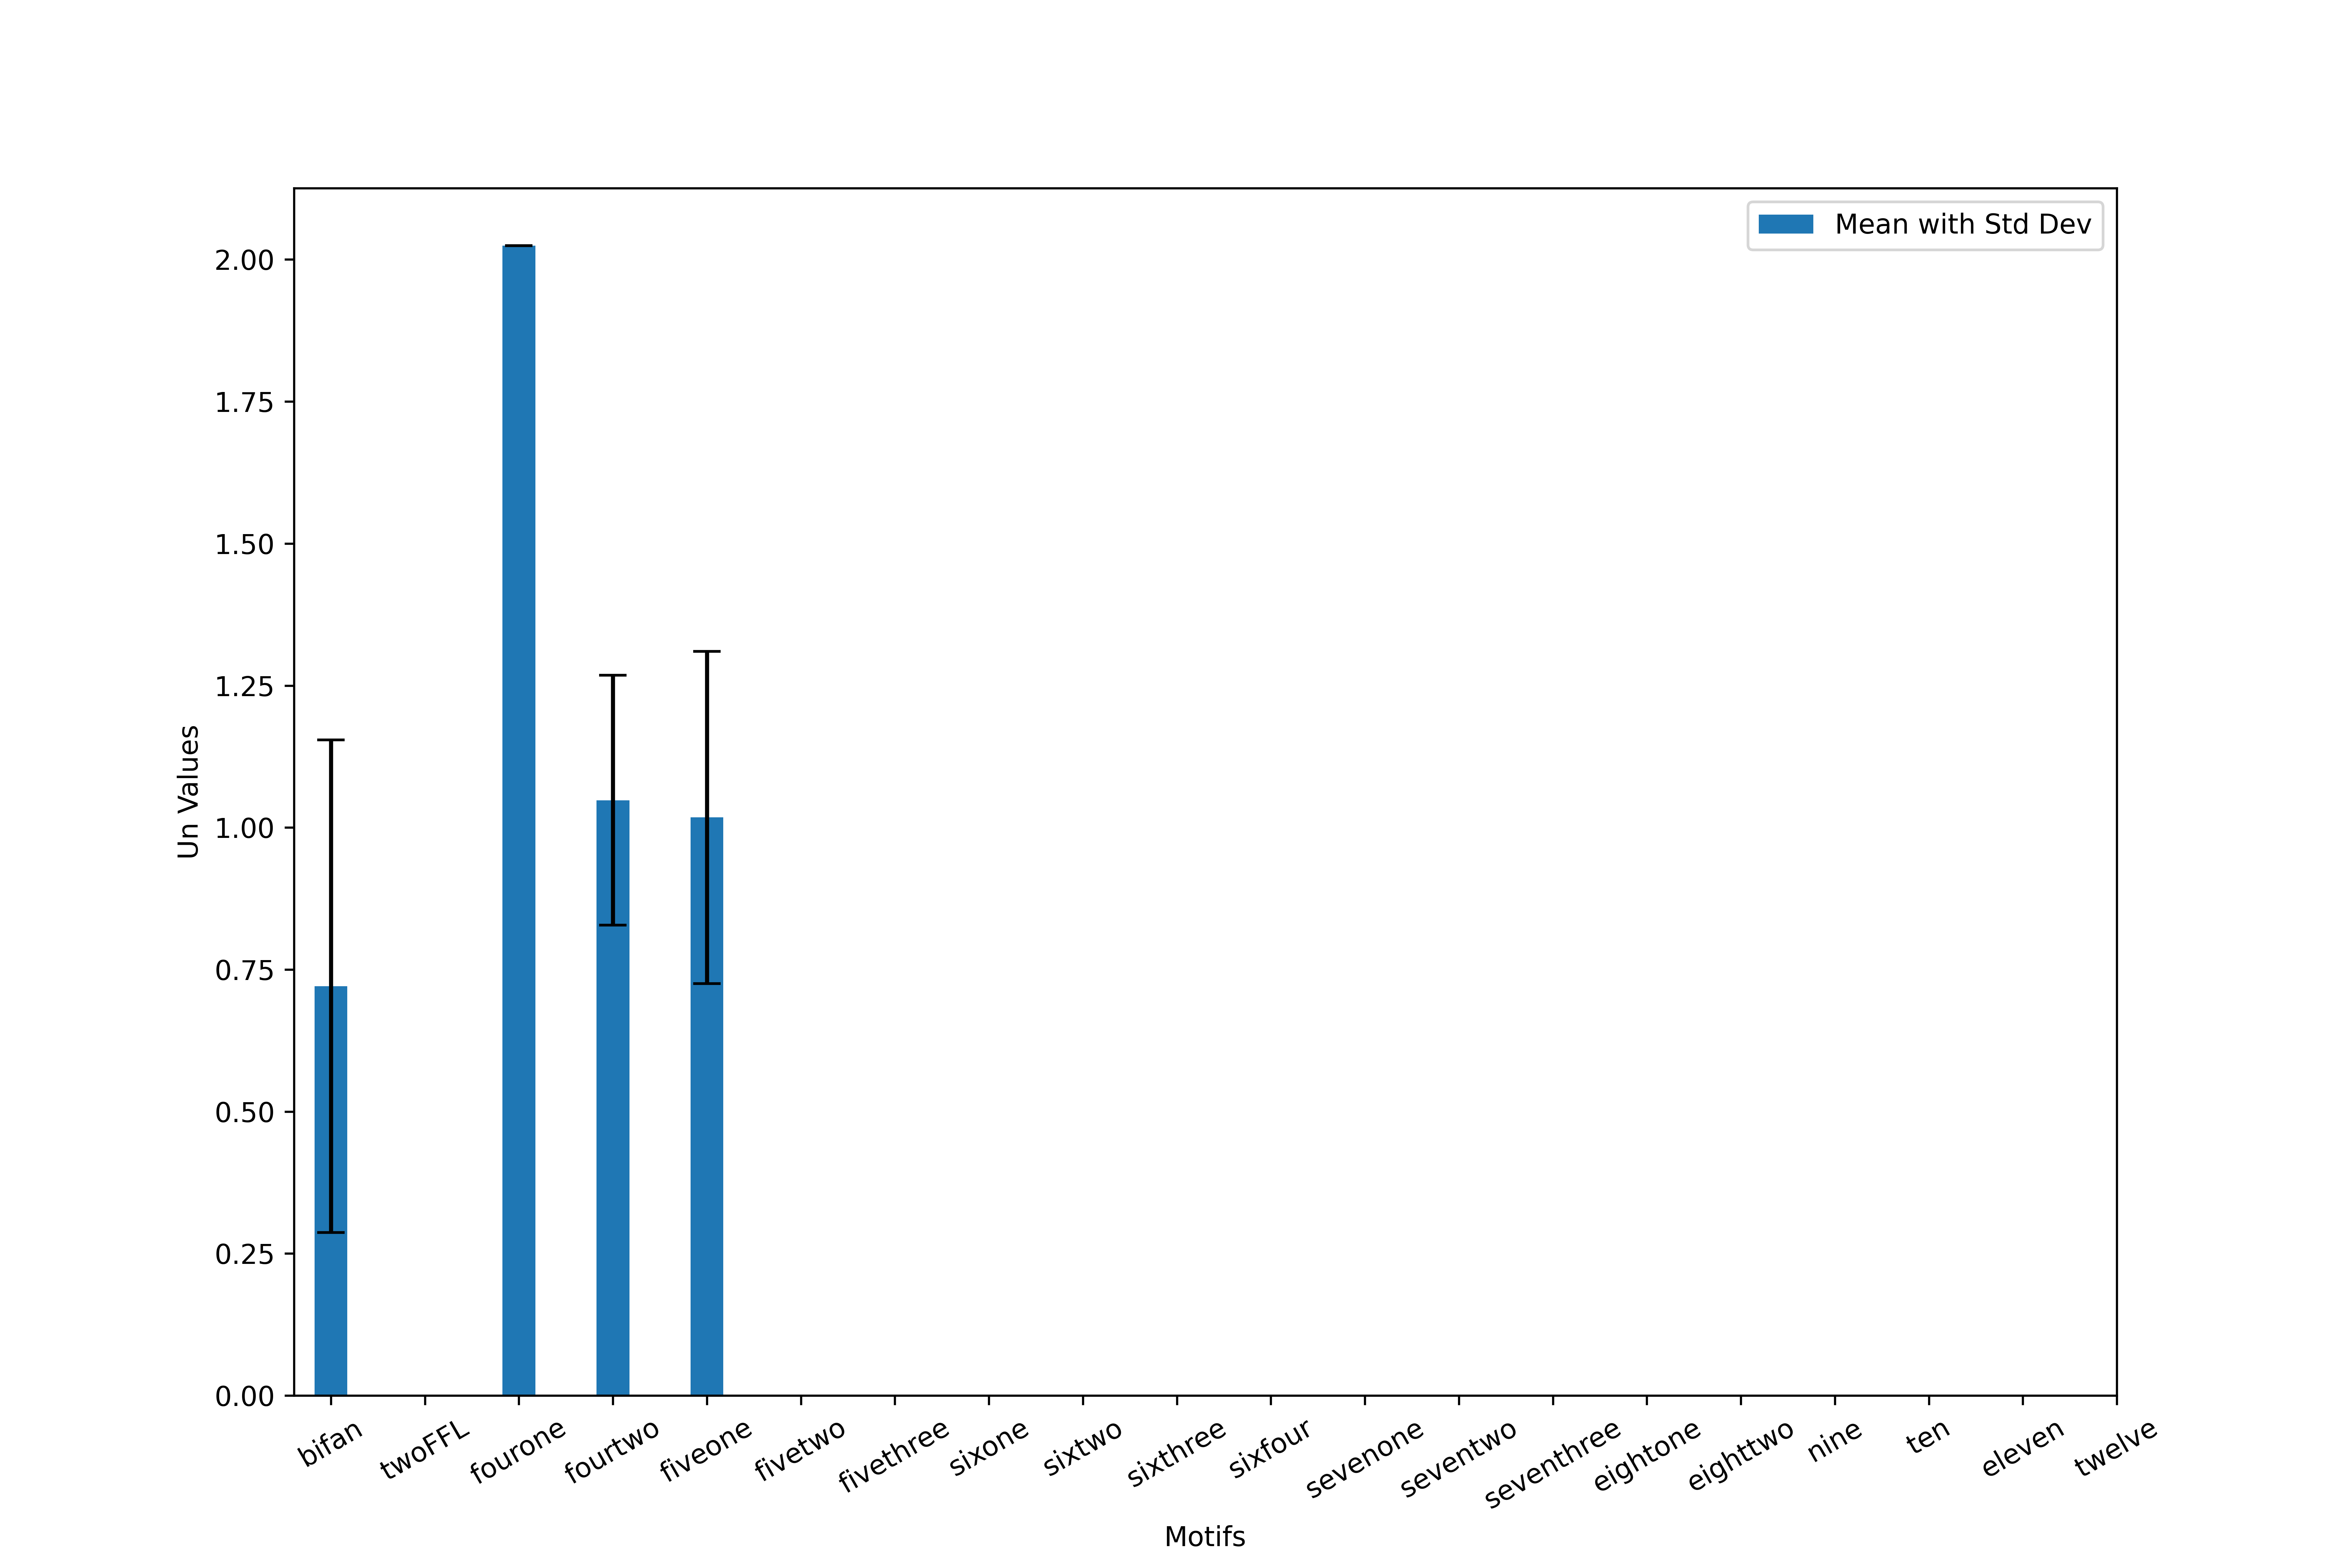 Mean with Std Dev
2.00
1.75
1.50
1.25
1.00
0.75
0.50
0.25
0.00
Un Values
bifan
twoFFL
fourone
fourtwo
fiveone
fivetwo
fivethree
sixone
sixtwo
sixthree
sixfour
sevenone
seventwo
seventhree
eightone
eighttwo
nine
ten
eleven
twelve
Motifs